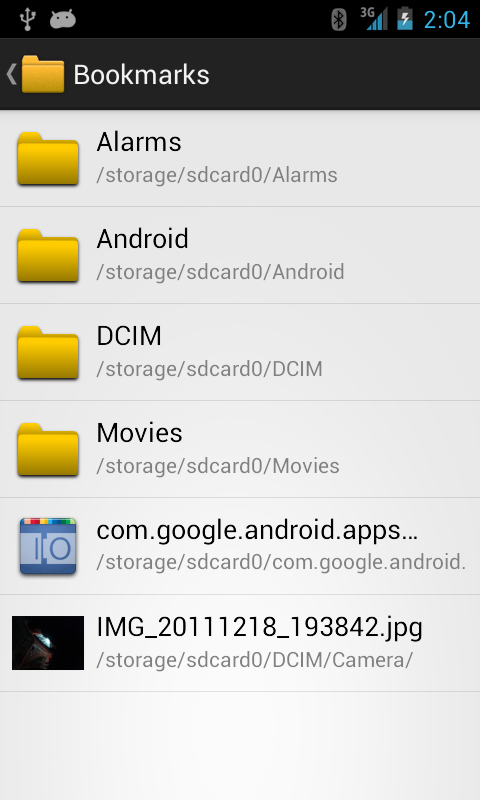 3G 2:04
Bookmarks
Alarms
/storage/sdcard0/Alarms
Android
/storage/sdcard0/Android
DCIM
/storage/sdcard0/DCIM
Movies
/storage/sdcard0/Movies
IO
com.google.android.apps…
/storage/sdcard0/com.google.android.
IMG_20111218_193842.jpg
/storage/sdcard0/DCIM/Camera/